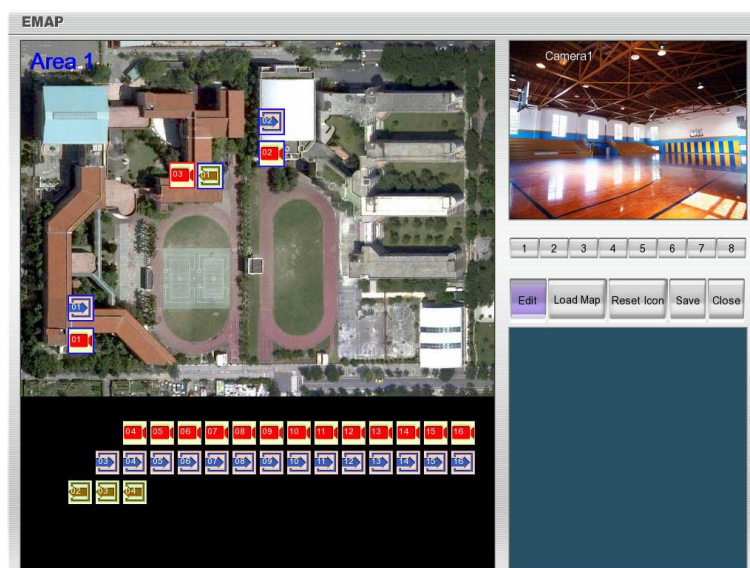 EMAP
Area 1
Camera1
02
02
03 01
01
01
1 2 3 4 5 6 7 8
Edit Load Map Reset Icon Save Close
04 05 06 07 08 09 10 11 12 13 14 15 16
03 04 05 06 07 08 09 10 11 12 13 14 15 16
02 03 04